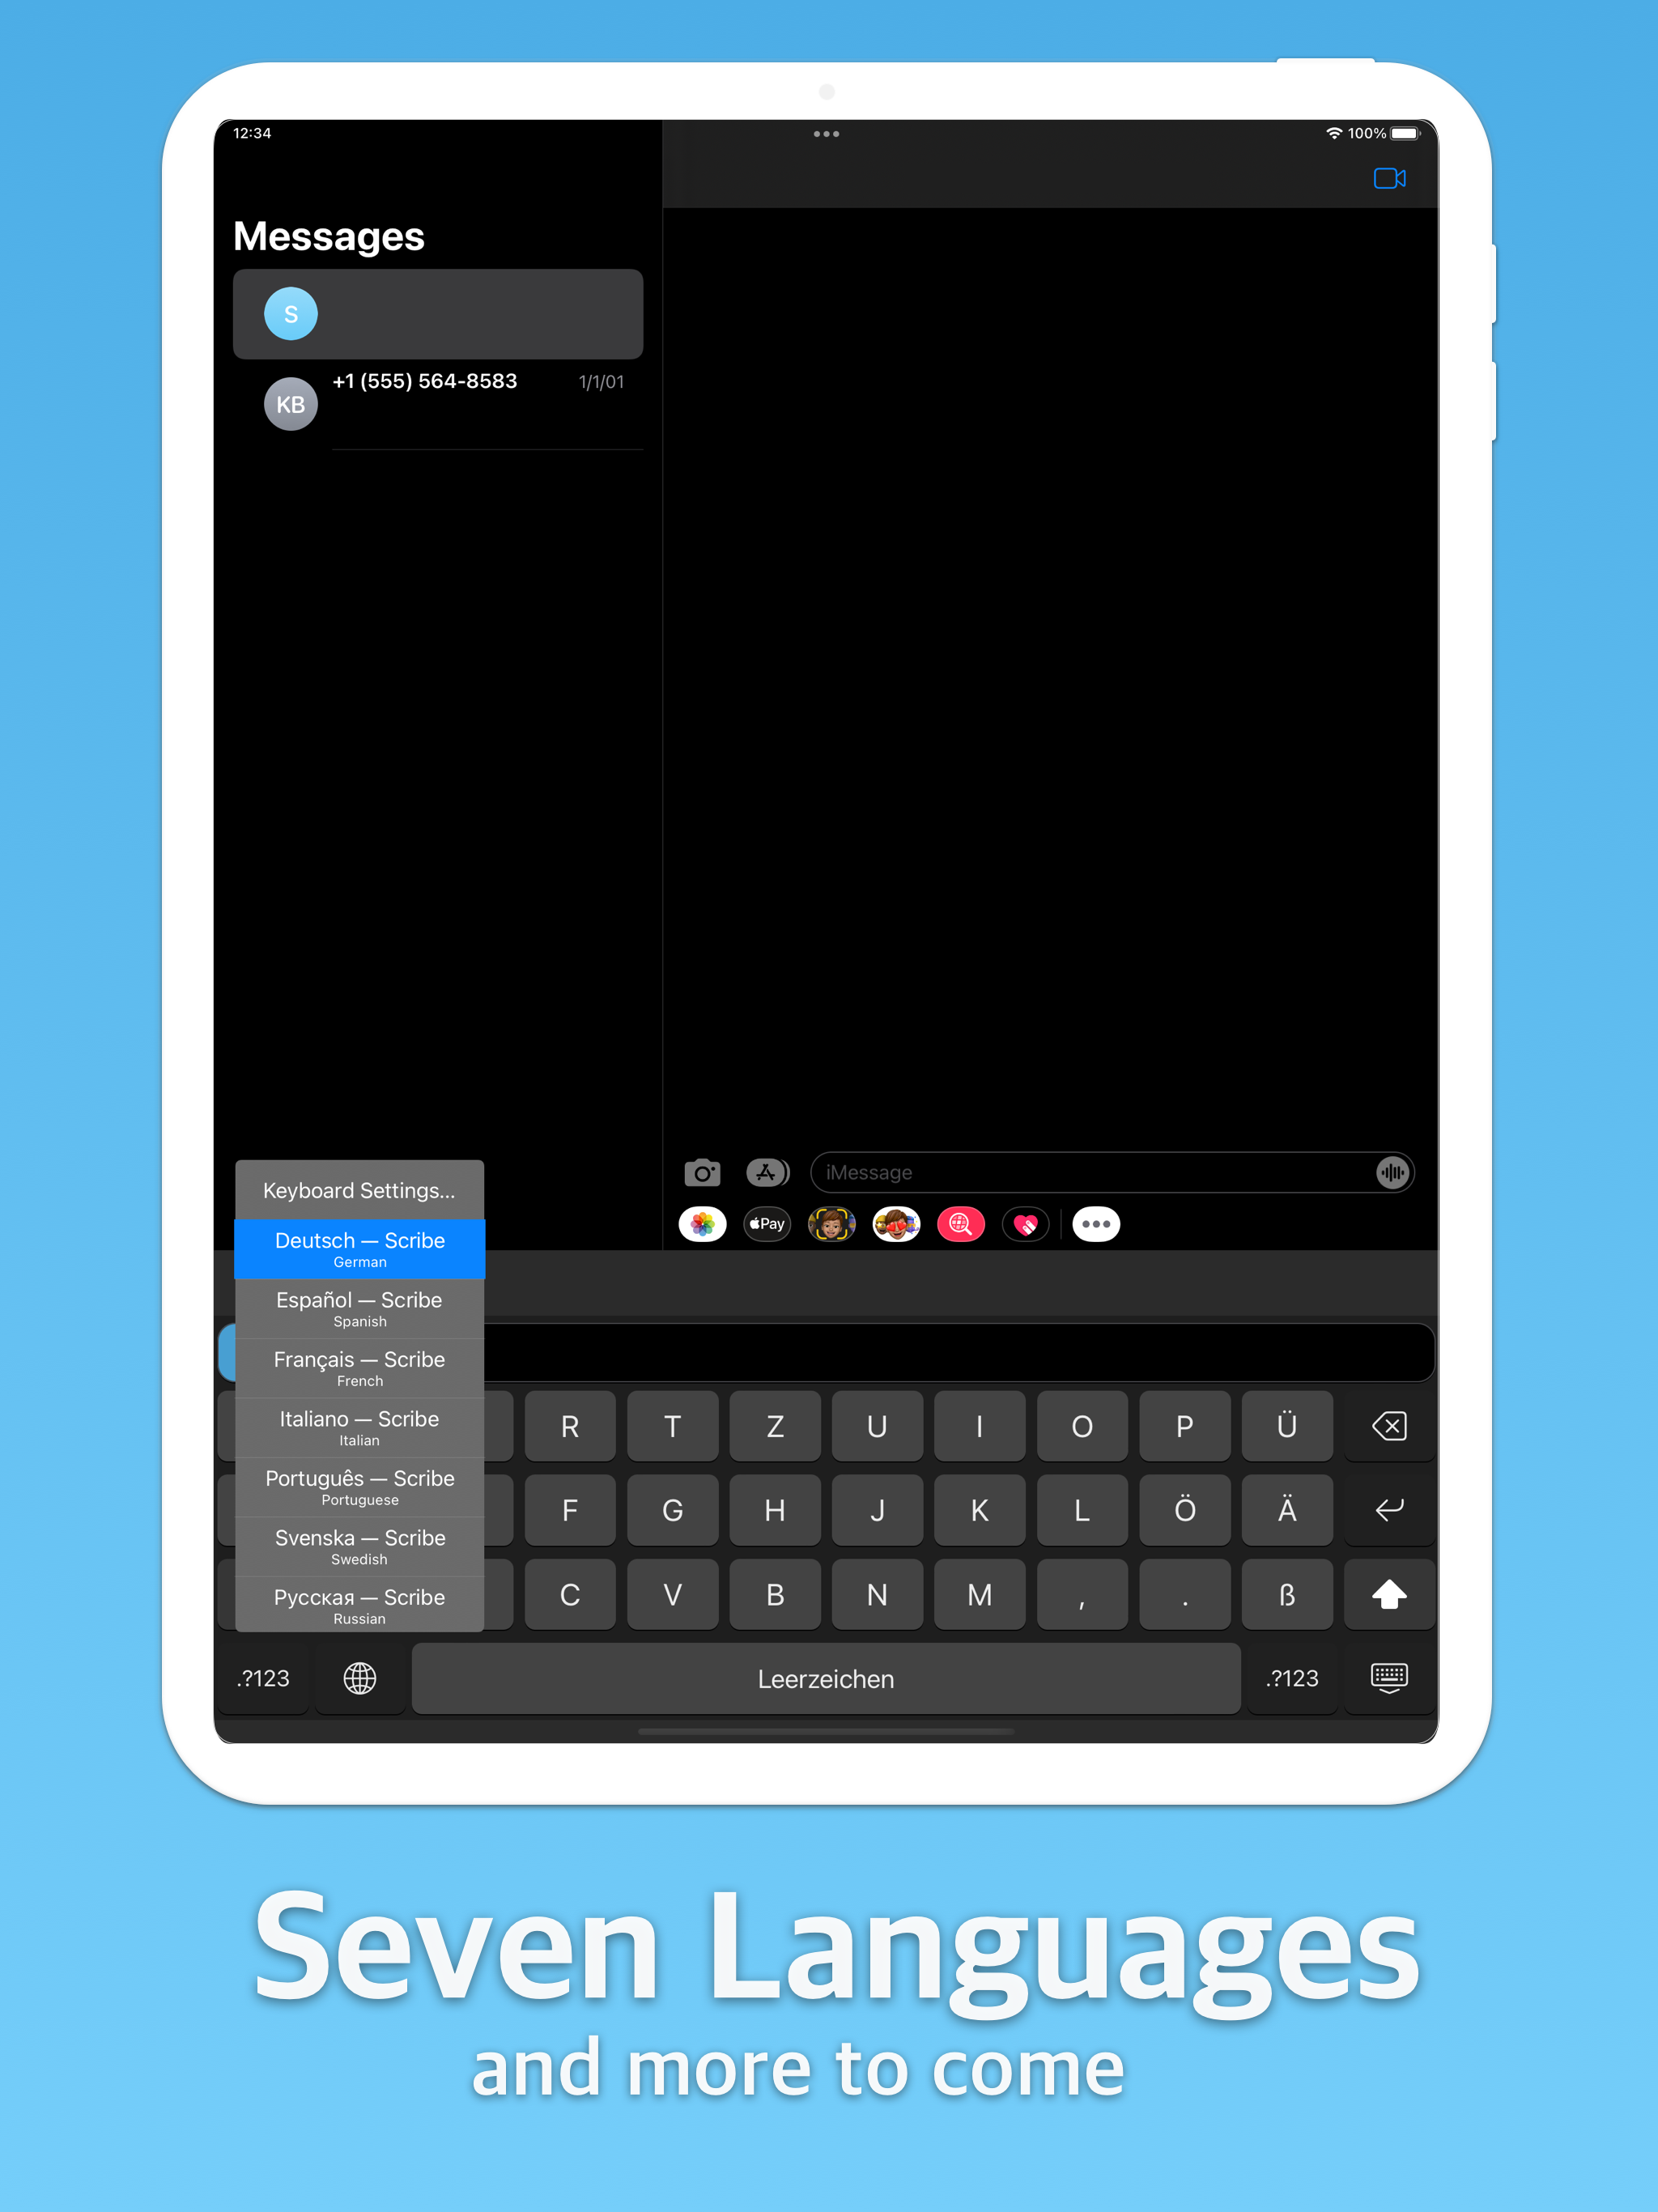 12:34
100%
Messages
S
KB
+1 (555) 564-8583
1/1/01
iMessage
Pay
Keyboard Settings...
Deutsch — Scribe
German
Español — Scribe
Spanish
Français — Scribe
French
Italiano — Scribe
Italian
Português — Scribe
Portuguese
Svenska — Scribe
Swedish
Русская — Scribe
Russian
R T Z U I O P Ü
F G H J K L Ö Ä
C V B N M , . ß
.?123
Leerzeichen
.?123
Seven Languages
and more to come